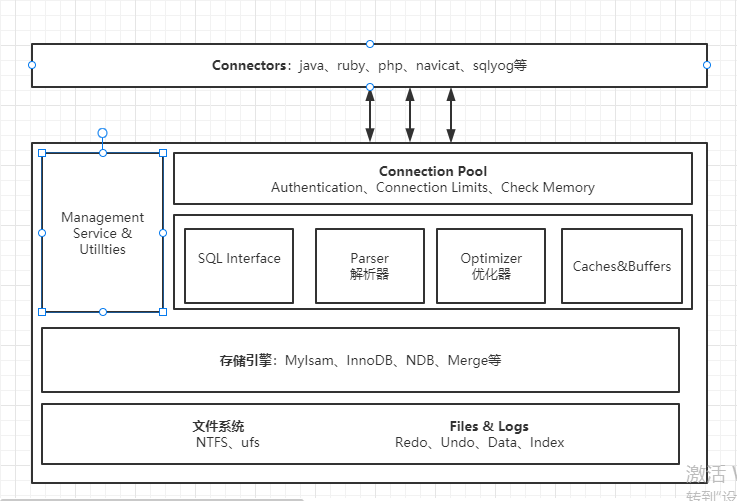 Connectors：java、ruby、php、navicat、sqlyog等
Management
Service &
Utillties
Connection Pool
Authentication、Connection Limits、Check Memory
SQL Interface
Parser
解析器
Optimizer
优化器
Caches&Buffers
存储引擎：MyIsam、InnoDB、NDB、Merge等
文件系统
NTFS、ufs
Files & Logs
Redo、Undo、Data、Index
激活
转到"设